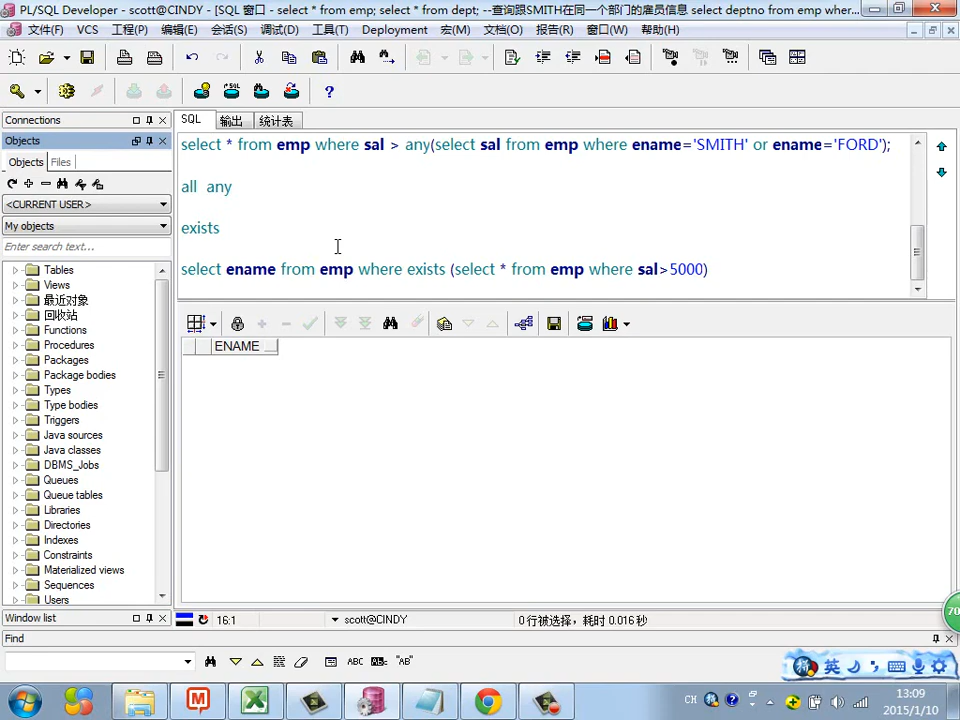 PL/SQL Developer - scott@CINDY - [SQL 窗口 - select * from emp; select * from dept; --查询跟SMITH在同一个部门的雇员信息 select deptno from emp wher...
文件(F) VCS 工程(P) 编辑(E) 会话(S) 调试(D) 工具(T) Deployment 宏(M) 文档(O) 报告(R) 窗口(W) 帮助(H)
Connections
SQL 输出 统计表
Objects
Objects Files
<CURRENT USER>
My objects
Enter search text...
select * from emp where sal > any(select sal from emp where ename='SMITH' or ename='FORD');
all any
exists
select ename from emp where exists (select * from emp where sal>5000)
ENAME
Tables
Views
最近对象
回收站
Functions
Procedures
Packages
Package bodies
Types
Type bodies
Triggers
Java sources
Java classes
DBMS_Jobs
Queues
Queue tables
Libraries
Directories
Indexes
Constraints
Materialized views
Sequences
Users
Window list
16:1 scott@CINDY 0 行被选择，耗时 0.016 秒
Find
ABC "AB"
英
70
CH
13:09
2015/1/10